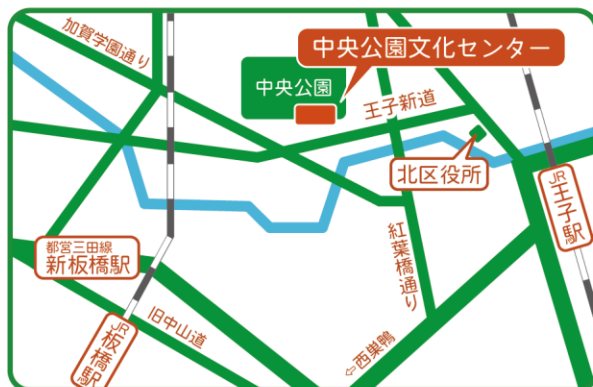 加賀学園通り
中央公園文化センター
中央公園
王子新道
北区役所
JR王子駅
都営三田線
新板橋駅
紅葉橋通り
旧中山道
JR板橋駅
⇦西巣鴨